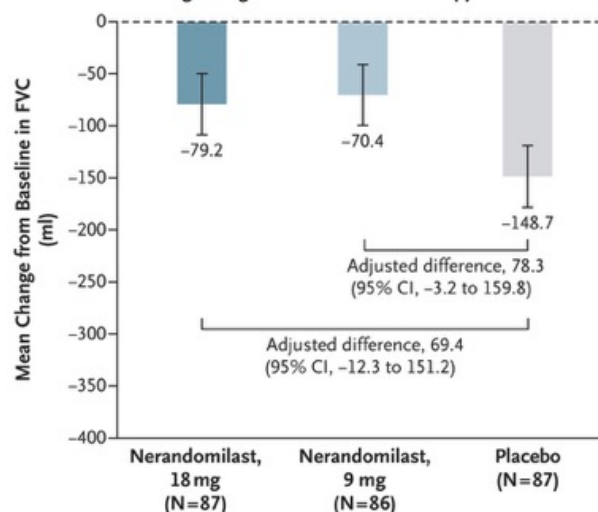 0
−50
−100
−150
−200
−250
−300
−350
−400
Mean Change from Baseline in FVC
(ml)
−79.2
−70.4
−148.7
Adjusted difference, 78.3
(95% CI, −3.2 to 159.8)
Adjusted difference, 69.4
(95% CI, −12.3 to 151.2)
Nerandomilast,
18 mg
(N=87)
Nerandomilast,
9 mg
(N=86)
Placebo
(N=87)